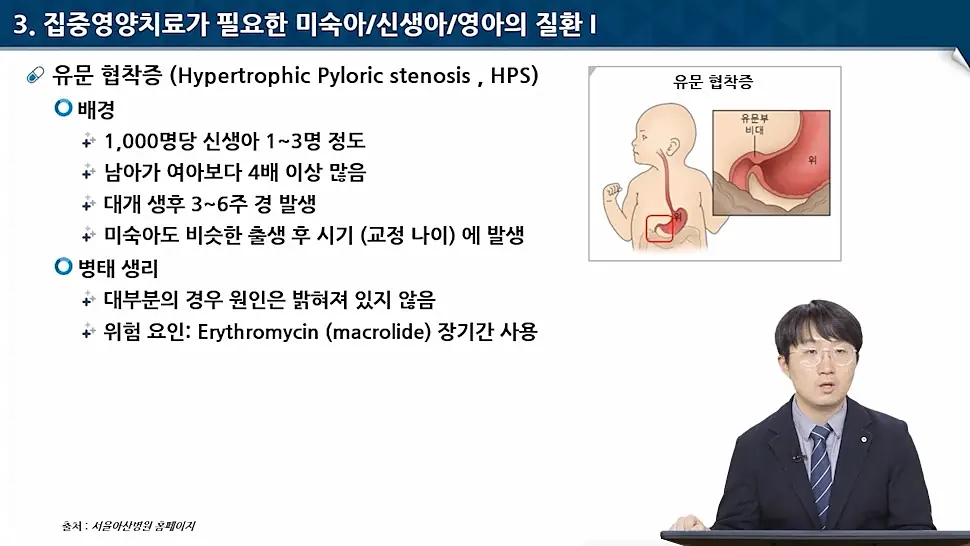 3. 집중영양치료가 필요한 미숙아/신생아/영아의 질환 I
유문 협착증 (Hypertrophic Pyloric stenosis , HPS)
배경
1,000명당 신생아 1~3명 정도
남아가 여아보다 4배 이상 많음
대개 생후 3~6주 경 발생
미숙아도 비슷한 출생 후 시기 (교정 나이) 에 발생
병태 생리
대부분의 경우 원인은 밝혀져 있지 않음
위험 요인: Erythromycin (macrolide) 장기간 사용
유문 협착증
유문부
비대
위
위
출처 : 서울아산병원 홈페이지